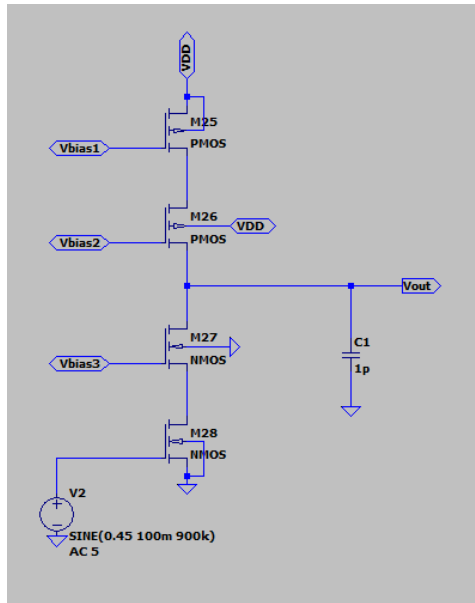 VDD
M25
Vbias1
PMOS
M26
VDD
Vbias2
PMOS
Vout
M27
C1
Vbias3
NMOS
1p
M28
NMOS
V2
+
−
SINE(0.45 100m 900k)
AC 5